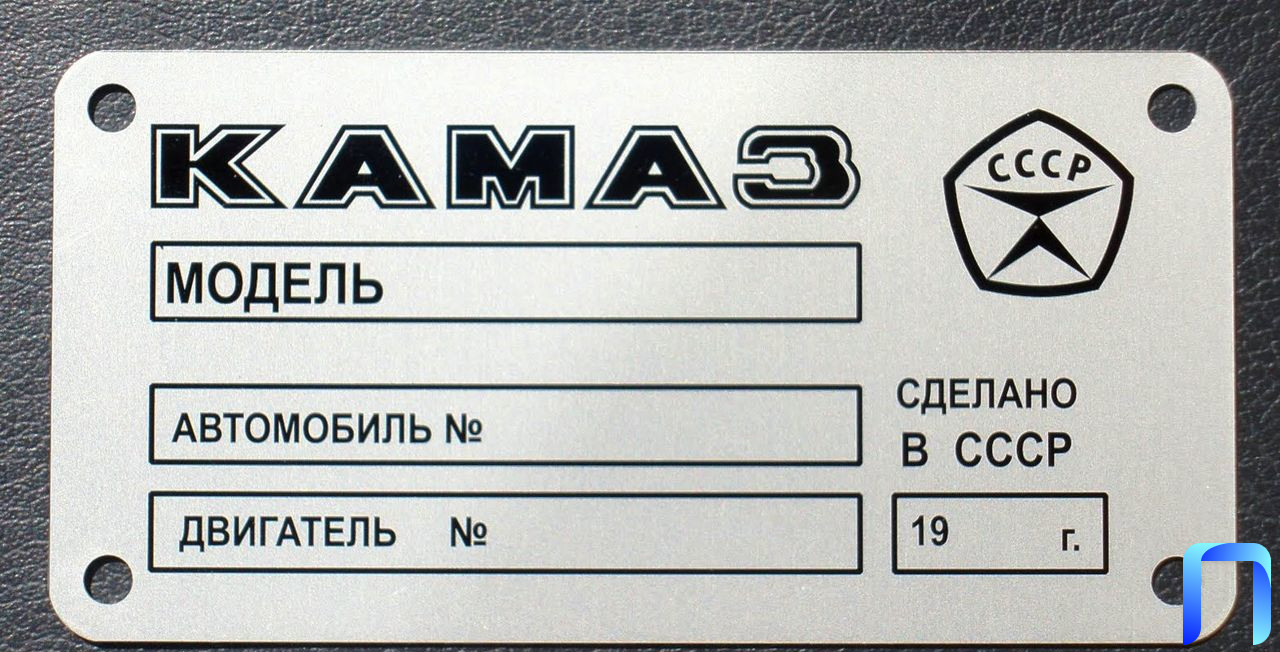 КАМАЗ
СССР
МОДЕЛЬ
АВТОМОБИЛЬ №
СДЕЛАНО
В СССР
ДВИГАТЕЛЬ №
19 г.